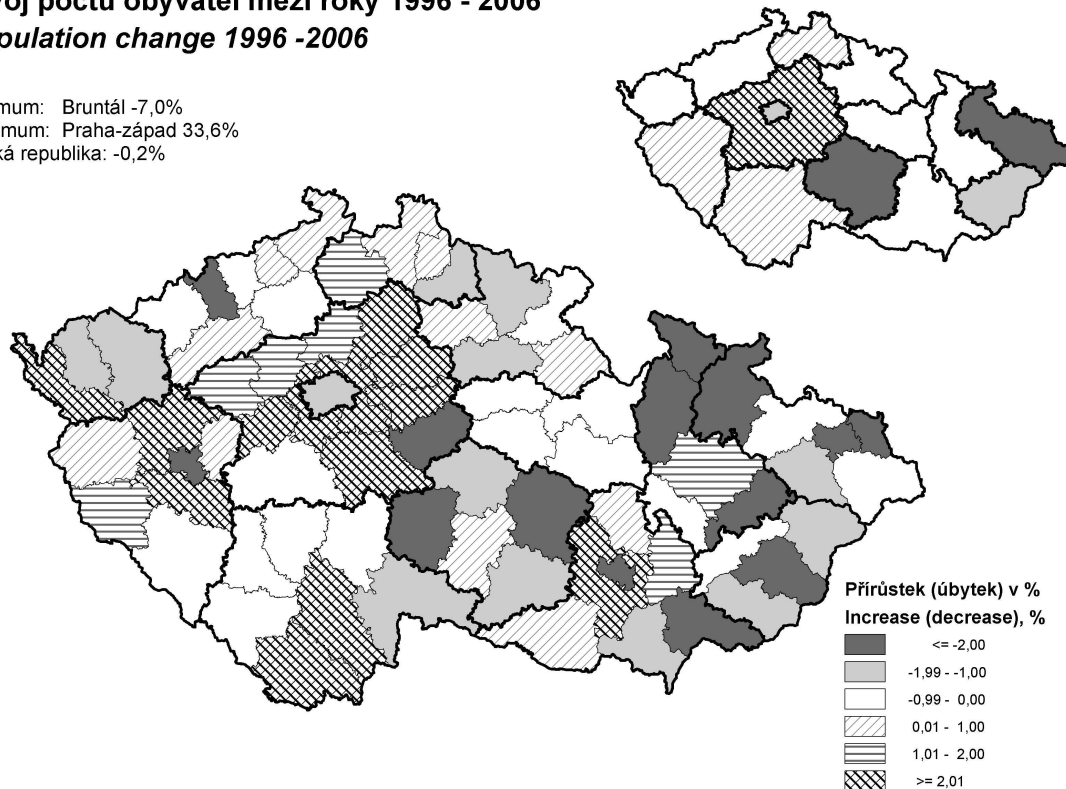 voj počtu obyvatel mezi roky 1996 - 2006
pulation change 1996 -2006
mum: Bruntál -7,0%
mum: Praha-západ 33,6%
ká republika: -0,2%
Přírůstek (úbytek) v %
Increase (decrease), %
<= -2,00
-1,99 - -1,00
-0,99 - 0,00
0,01 - 1,00
1,01 - 2,00
>= 2,01